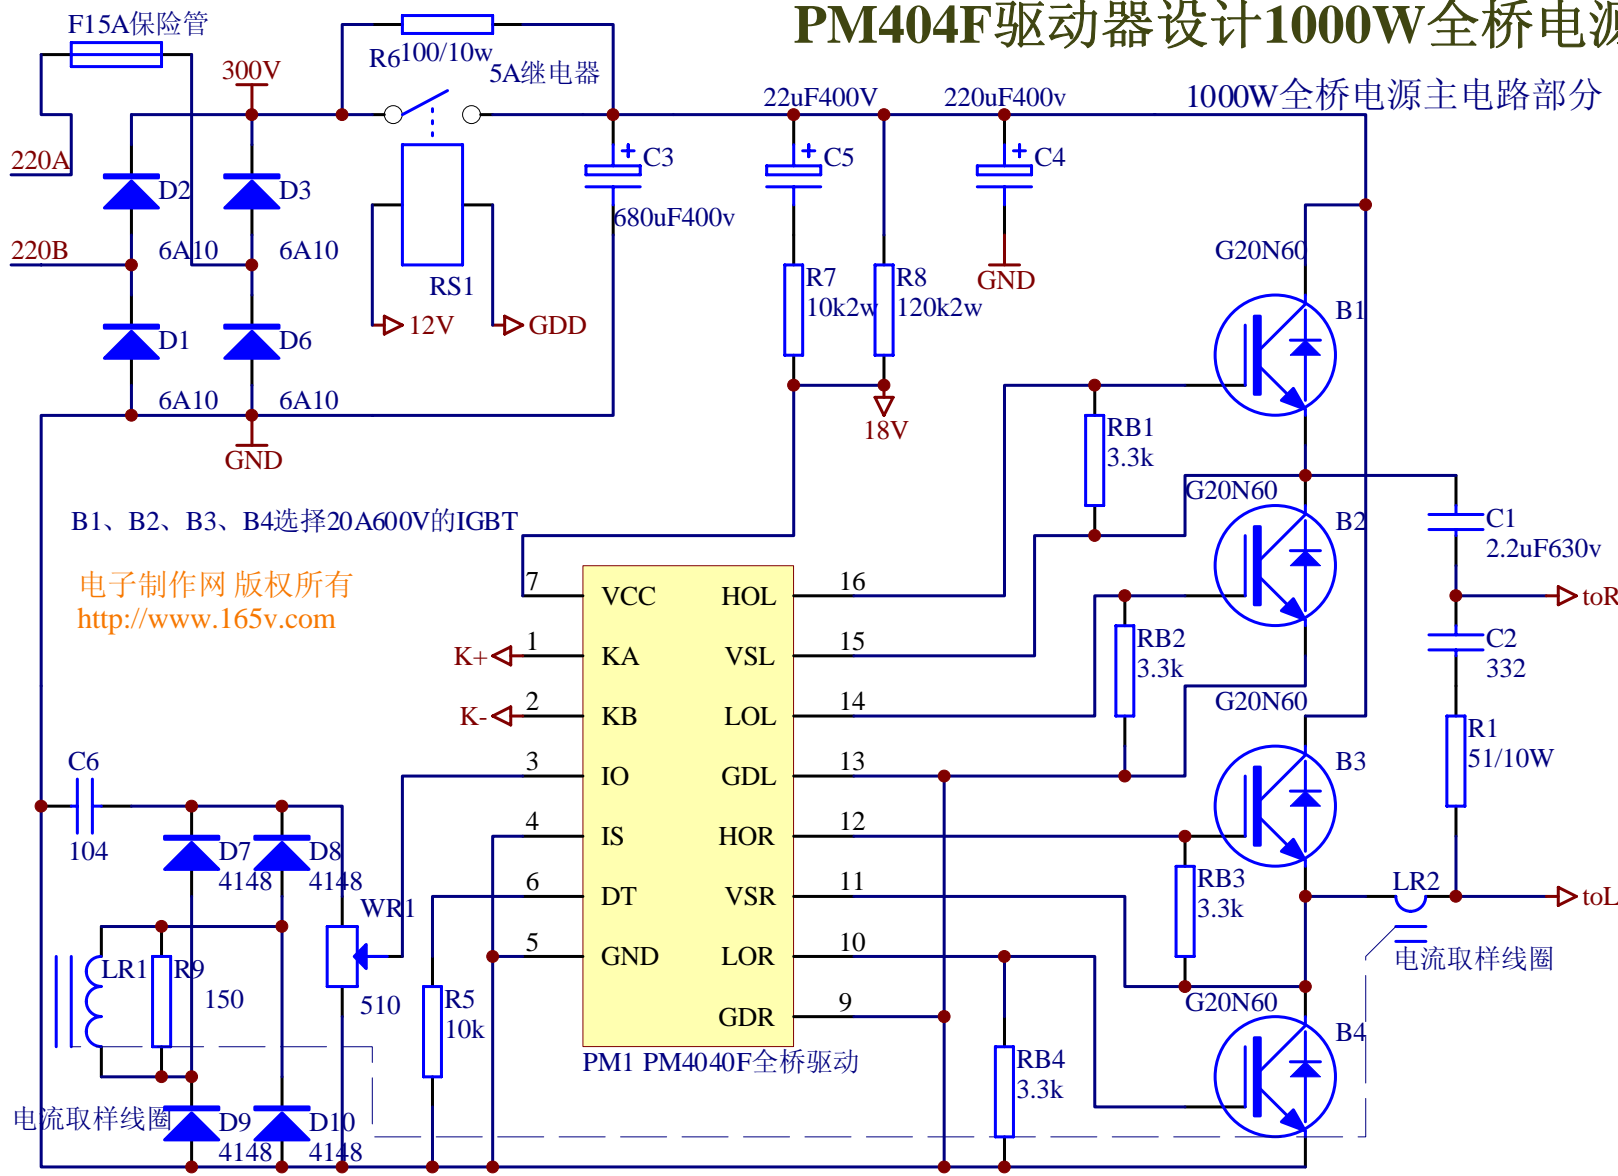 PM404F驱动器设计1000W全桥电源
F15A保险管
R6
100/10w
5A继电器
300V
22uF400V
220uF400v
1000W全桥电源主电路部分
220A
D2
D3
C3
C5
C4
680uF400v
220B
6A10
6A10
G20N60
RS1
R7
10k2w
R8
120k2w
GND
12V
GDD
B1
D1
D6
6A10
6A10
18V
RB1
3.3k
GND
G20N60
B1、B2、B3、B4选择20A600V的IGBT
B2
C1
2.2uF630v
电子制作网 版权所有
http://www.165v.com
7
VCC
HOL
16
toR
K+
1
KA
VSL
15
RB2
3.3k
C2
332
K-
2
KB
LOL
14
G20N60
R1
51/10W
C6
3
IO
GDL
13
B3
104
D7
4148
D8
4148
4
IS
HOR
12
RB3
3.3k
LR2
WR1
6
DT
VSR
11
toL
LR1
R9
150
510
5
GND
LOR
10
电流取样线圈
R5
10k
9
GDR
G20N60
B4
PM1 PM4040F全桥驱动
RB4
3.3k
电流取样线圈
D9
4148
D10
4148